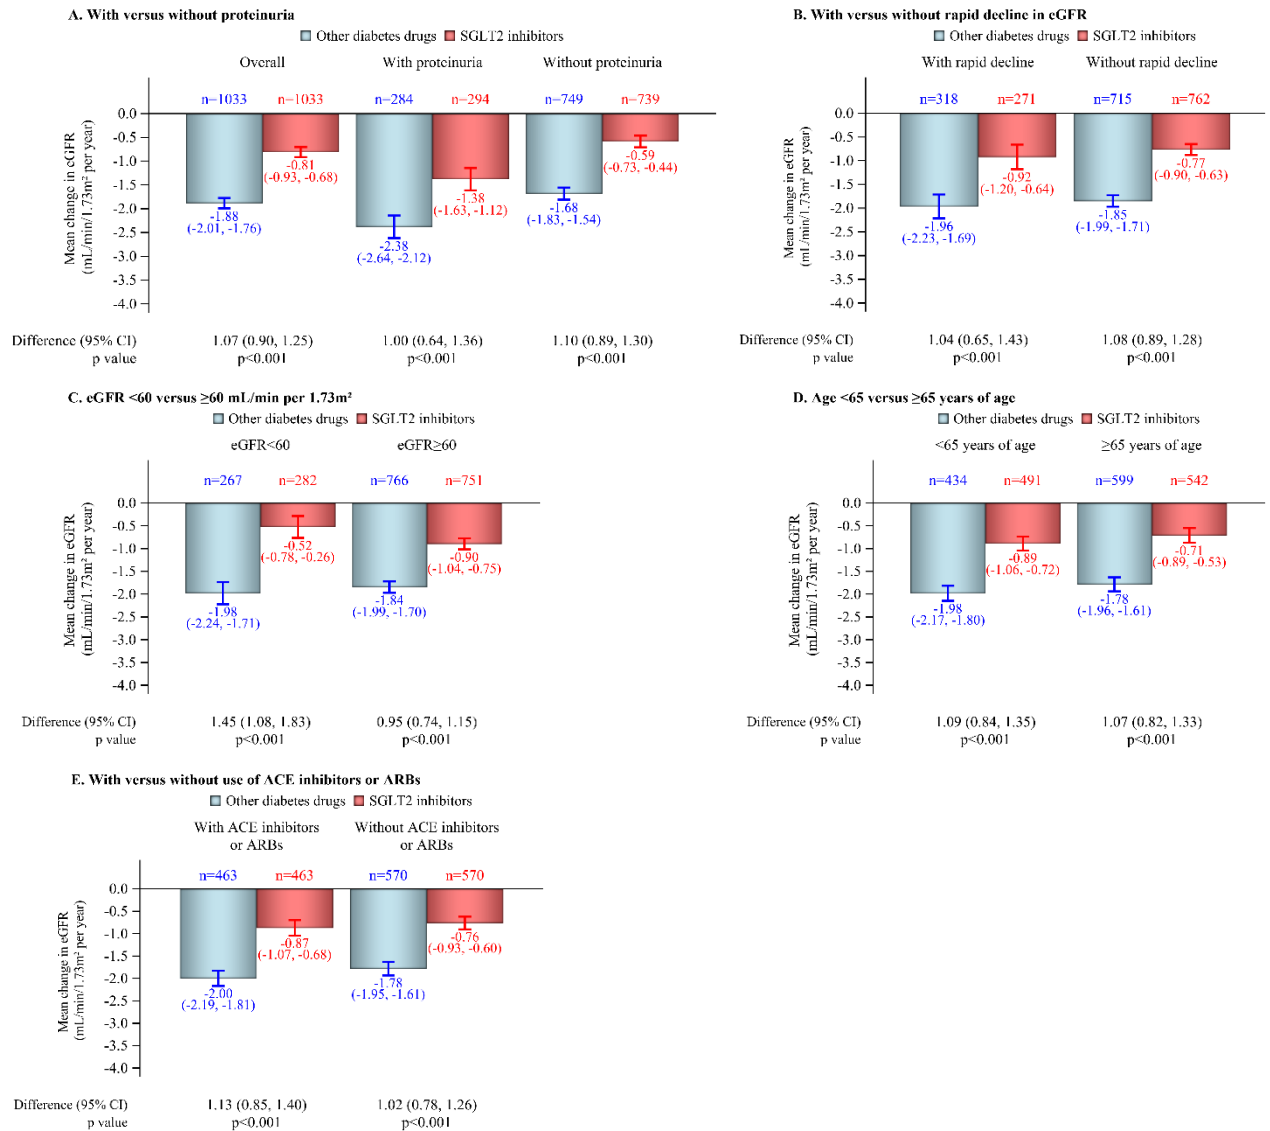 A. With versus without proteinuria
Other diabetes drugs SGLT2 inhibitors
Overall With proteinuria Without proteinuria
n=1033 n=1033 n=284 n=294 n=749 n=739
Mean change in eGFR
(mL/min/1.73m² per year)
0.0
-0.5
-1.0
-1.5
-2.0
-2.5
-3.0
-3.5
-4.0
-1.88
(-2.01, -1.76)
-0.81
(-0.93, -0.68)
-2.38
(-2.64, -2.12)
-1.38
(-1.63, -1.12)
-1.68
(-1.83, -1.54)
-0.59
(-0.73, -0.44)
Difference (95% CI) 1.07 (0.90, 1.25) 1.00 (0.64, 1.36) 1.10 (0.89, 1.30)
p value p<0.001 p<0.001 p<0.001
B. With versus without rapid decline in eGFR
Other diabetes drugs SGLT2 inhibitors
With rapid decline Without rapid decline
n=318 n=271 n=715 n=762
Mean change in eGFR
(mL/min/1.73m² per year)
0.0
-0.5
-1.0
-1.5
-2.0
-2.5
-3.0
-3.5
-4.0
-1.96
(-2.23, -1.69)
-0.92
(-1.20, -0.64)
-1.85
(-1.99, -1.71)
-0.77
(-0.90, -0.63)
Difference (95% CI) 1.04 (0.65, 1.43) 1.08 (0.89, 1.28)
p value p<0.001 p<0.001
C. eGFR <60 versus ≥60 mL/min per 1.73m²
Other diabetes drugs SGLT2 inhibitors
eGFR<60 eGFR≥60
n=267 n=282 n=766 n=751
Mean change in eGFR
(mL/min/1.73m² per year)
0.0
-0.5
-1.0
-1.5
-2.0
-2.5
-3.0
-3.5
-4.0
-1.98
(-2.24, -1.71)
-0.52
(-0.78, -0.26)
-1.84
(-1.99, -1.70)
-0.90
(-1.04, -0.75)
Difference (95% CI) 1.45 (1.08, 1.83) 0.95 (0.74, 1.15)
p value p<0.001 p<0.001
D. Age <65 versus ≥65 years of age
Other diabetes drugs SGLT2 inhibitors
<65 years of age ≥65 years of age
n=434 n=491 n=599 n=542
Mean change in eGFR
(mL/min/1.73m² per year)
0.0
-0.5
-1.0
-1.5
-2.0
-2.5
-3.0
-3.5
-4.0
-1.98
(-2.17, -1.80)
-0.89
(-1.06, -0.72)
-1.78
(-1.96, -1.61)
-0.71
(-0.89, -0.53)
Difference (95% CI) 1.09 (0.84, 1.35) 1.07 (0.82, 1.33)
p value p<0.001 p<0.001
E. With versus without use of ACE inhibitors or ARBs
Other diabetes drugs SGLT2 inhibitors
With ACE inhibitors Without ACE inhibitors
or ARBs or ARBs
n=463 n=463 n=570 n=570
Mean change in eGFR
(mL/min/1.73m² per year)
0.0
-0.5
-1.0
-1.5
-2.0
-2.5
-3.0
-3.5
-4.0
-2.00
(-2.19, -1.81)
-0.87
(-1.07, -0.68)
-1.78
(-1.95, -1.61)
-0.76
(-0.93, -0.60)
Difference (95% CI) 1.13 (0.85, 1.40) 1.02 (0.78, 1.26)
p value p<0.001 p<0.001